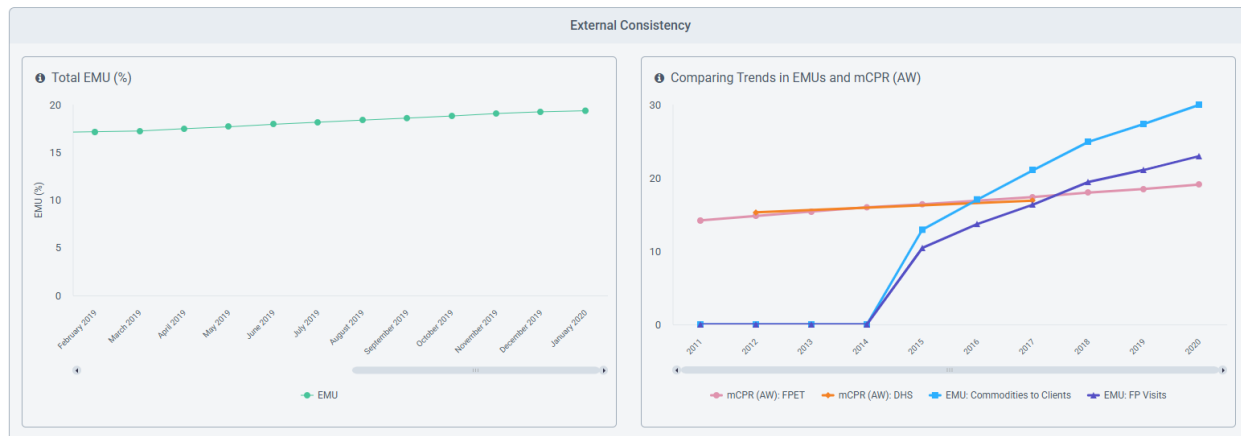 External Consistency
Total EMU (%)
20
15
10
5
0
EMU (%)
February 2019
March 2019
April 2019
May 2019
June 2019
July 2019
August 2019
September 2019
October 2019
November 2019
December 2019
January 2020
EMU
Comparing Trends in EMUs and mCPR (AW)
30
20
10
0
2011
2012
2013
2014
2015
2016
2017
2018
2019
2020
mCPR (AW): FPET
mCPR (AW): DHS
EMU: Commodities to Clients
EMU: FP Visits